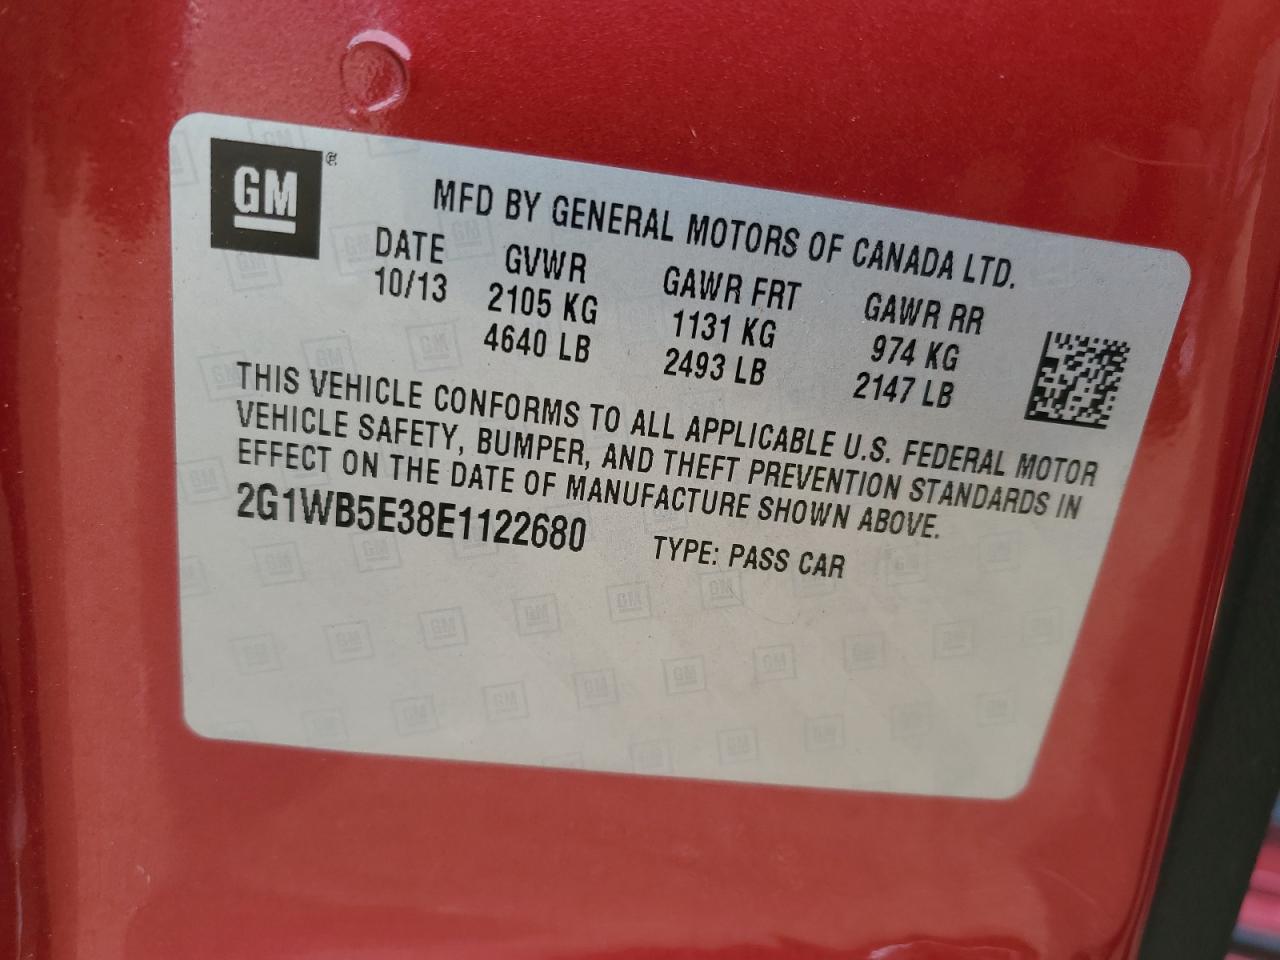 GM
MFD BY GENERAL MOTORS OF CANADA LTD.
DATE GVWR GAWR FRT GAWR RR
10/13 2105 KG 1131 KG 974 KG
4640 LB 2493 LB 2147 LB
THIS VEHICLE CONFORMS TO ALL APPLICABLE U.S. FEDERAL MOTOR
VEHICLE SAFETY, BUMPER, AND THEFT PREVENTION STANDARDS IN
EFFECT ON THE DATE OF MANUFACTURE SHOWN ABOVE.
2G1WB5E38E1122680 TYPE: PASS CAR